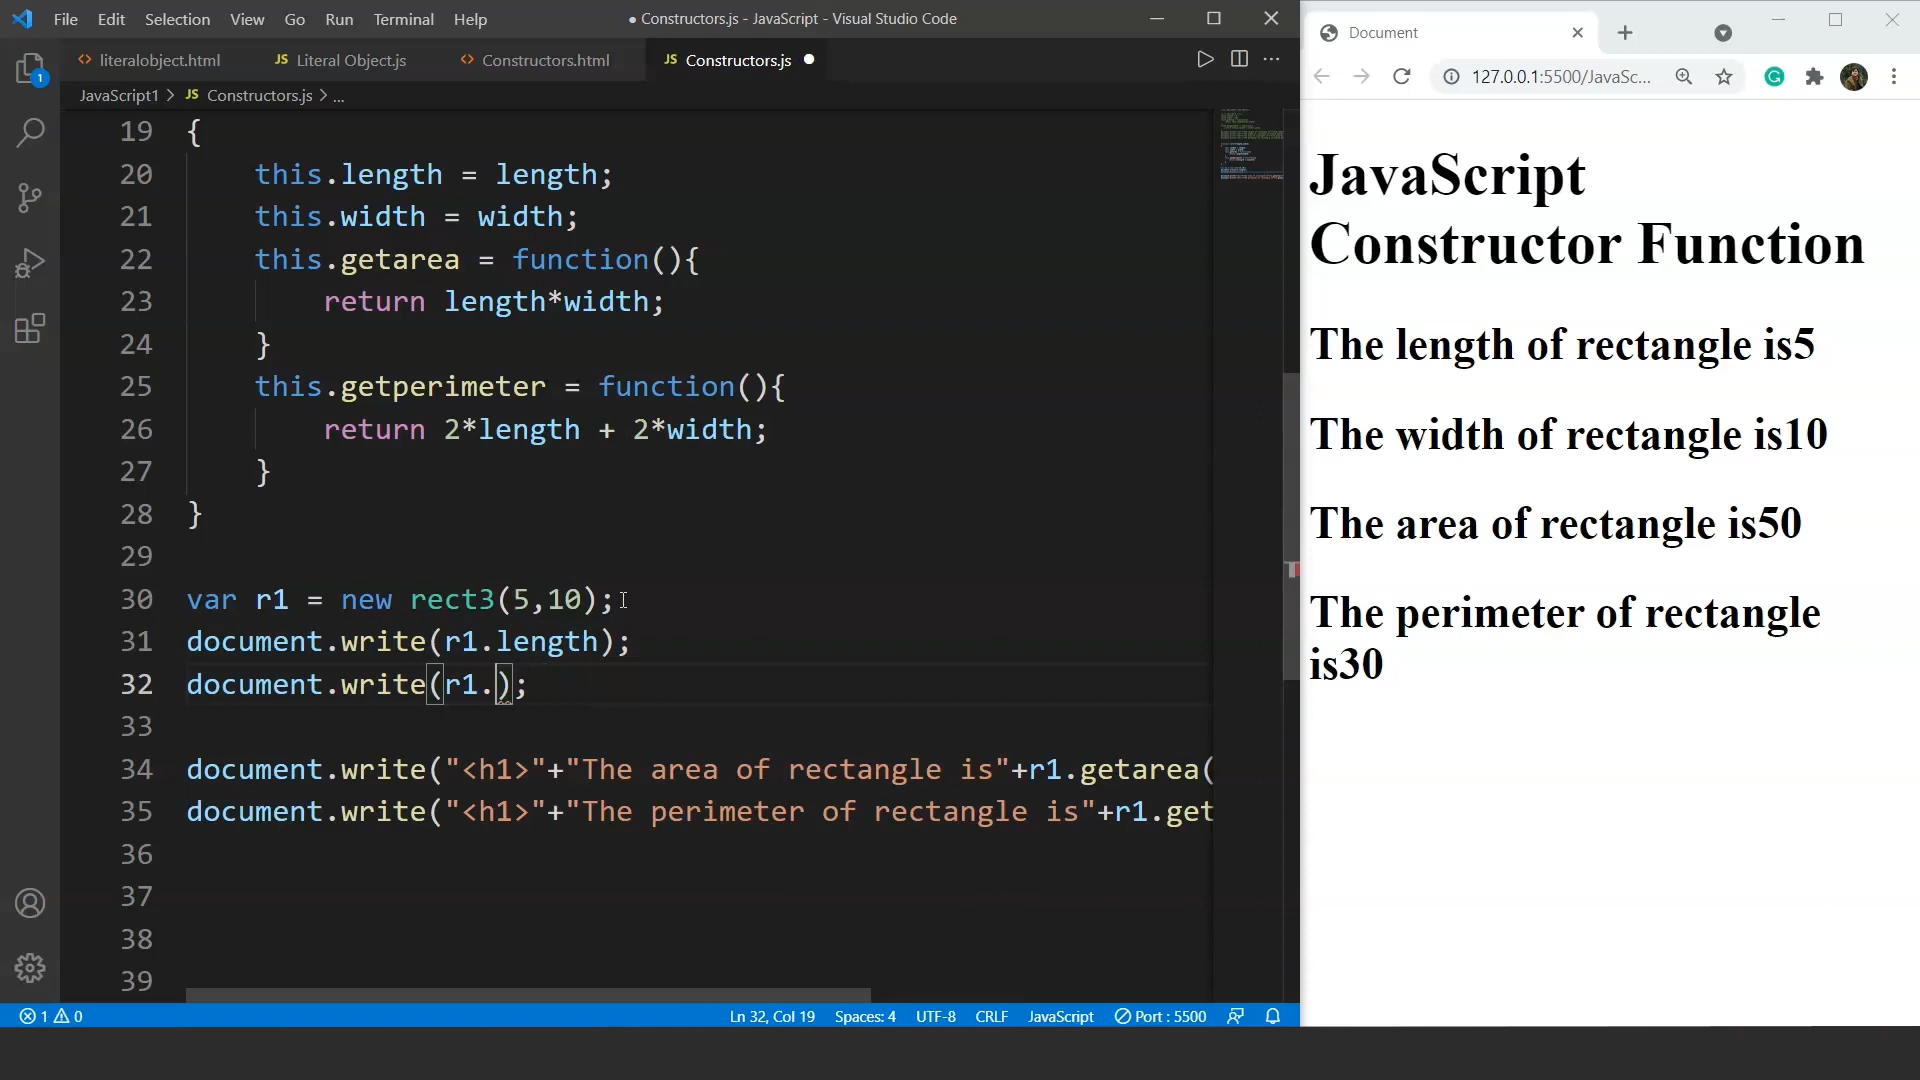 File Edit Selection View Go Run Terminal Help
● Constructors.js - JavaScript - Visual Studio Code
literalobject.html JS Literal Object.js Constructors.html JS Constructors.js
JavaScript1 > JS Constructors.js > ...
19 {
20 this.length = length;
21 this.width = width;
22 this.getarea = function(){
23 return length*width;
24 }
25 this.getperimeter = function(){
26 return 2*length + 2*width;
27 }
28 }
29
30 var r1 = new rect3(5,10);
31 document.write(r1.length);
32 document.write(r1.);
33
34 document.write("<h1>"+"The area of rectangle is"+r1.getarea(
35 document.write("<h1>"+"The perimeter of rectangle is"+r1.get
36
37
38
39
1
1 0 Ln 32, Col 19 Spaces: 4 UTF-8 CRLF JavaScript Port : 5500
Document
127.0.0.1:5500/JavaSc...
JavaScript
Constructor Function
The length of rectangle is5
The width of rectangle is10
The area of rectangle is50
The perimeter of rectangle
is30